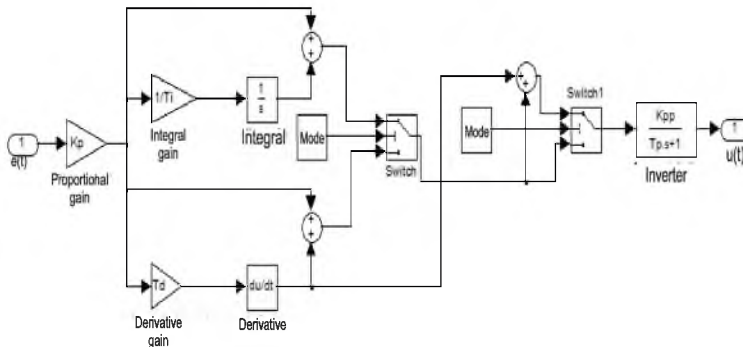 +
+
1/Ti
1
s
Integral
gain
Integral
1
e(t)
Kp
Proportional
gain
Mode
Switch
+
+
Td
Derivative
gain
du/dt
Derivative
+
+
Switch1
Mode
Kpp
Tp.s+1
Inverter
1
u(t)